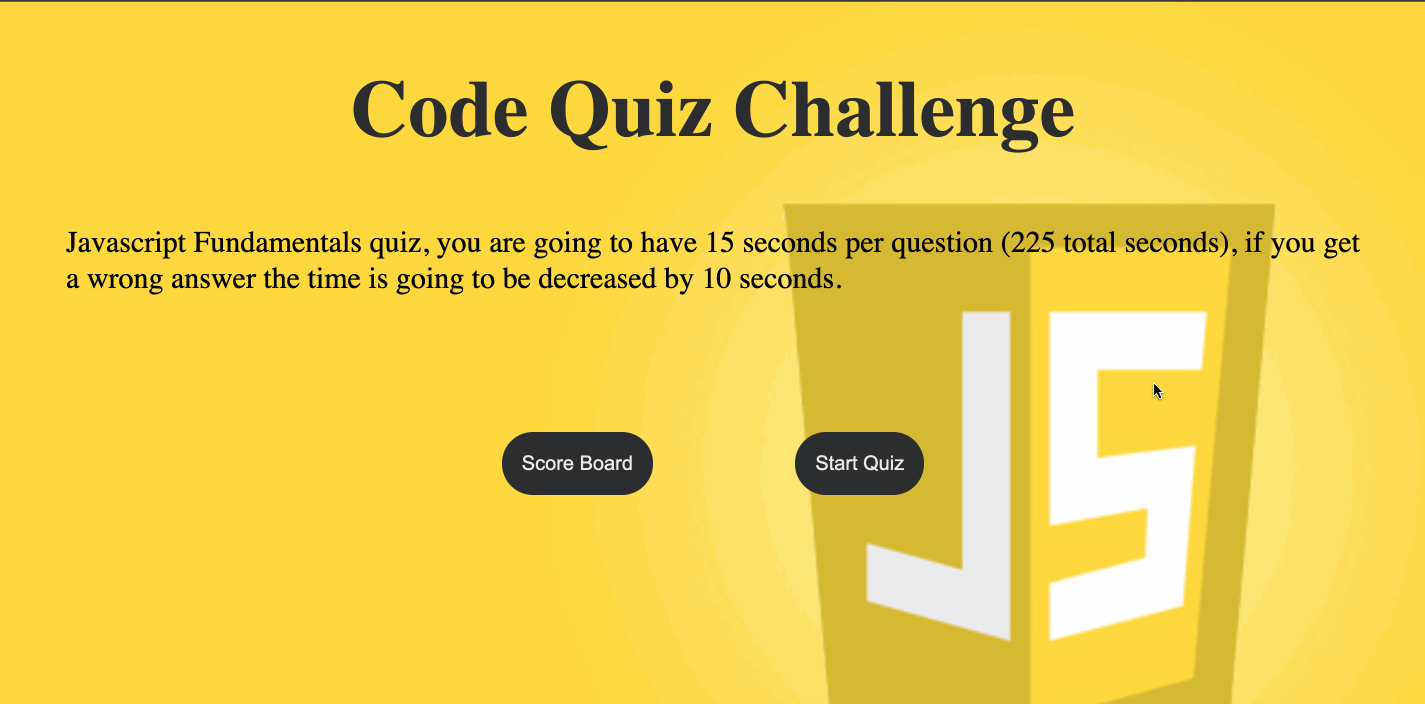 Code Quiz Challenge
Javascript Fundamentals quiz, you are going to have 15 seconds per question (225 total seconds), if you get
a wrong answer the time is going to be decreased by 10 seconds.
JS
Score Board
Start Quiz